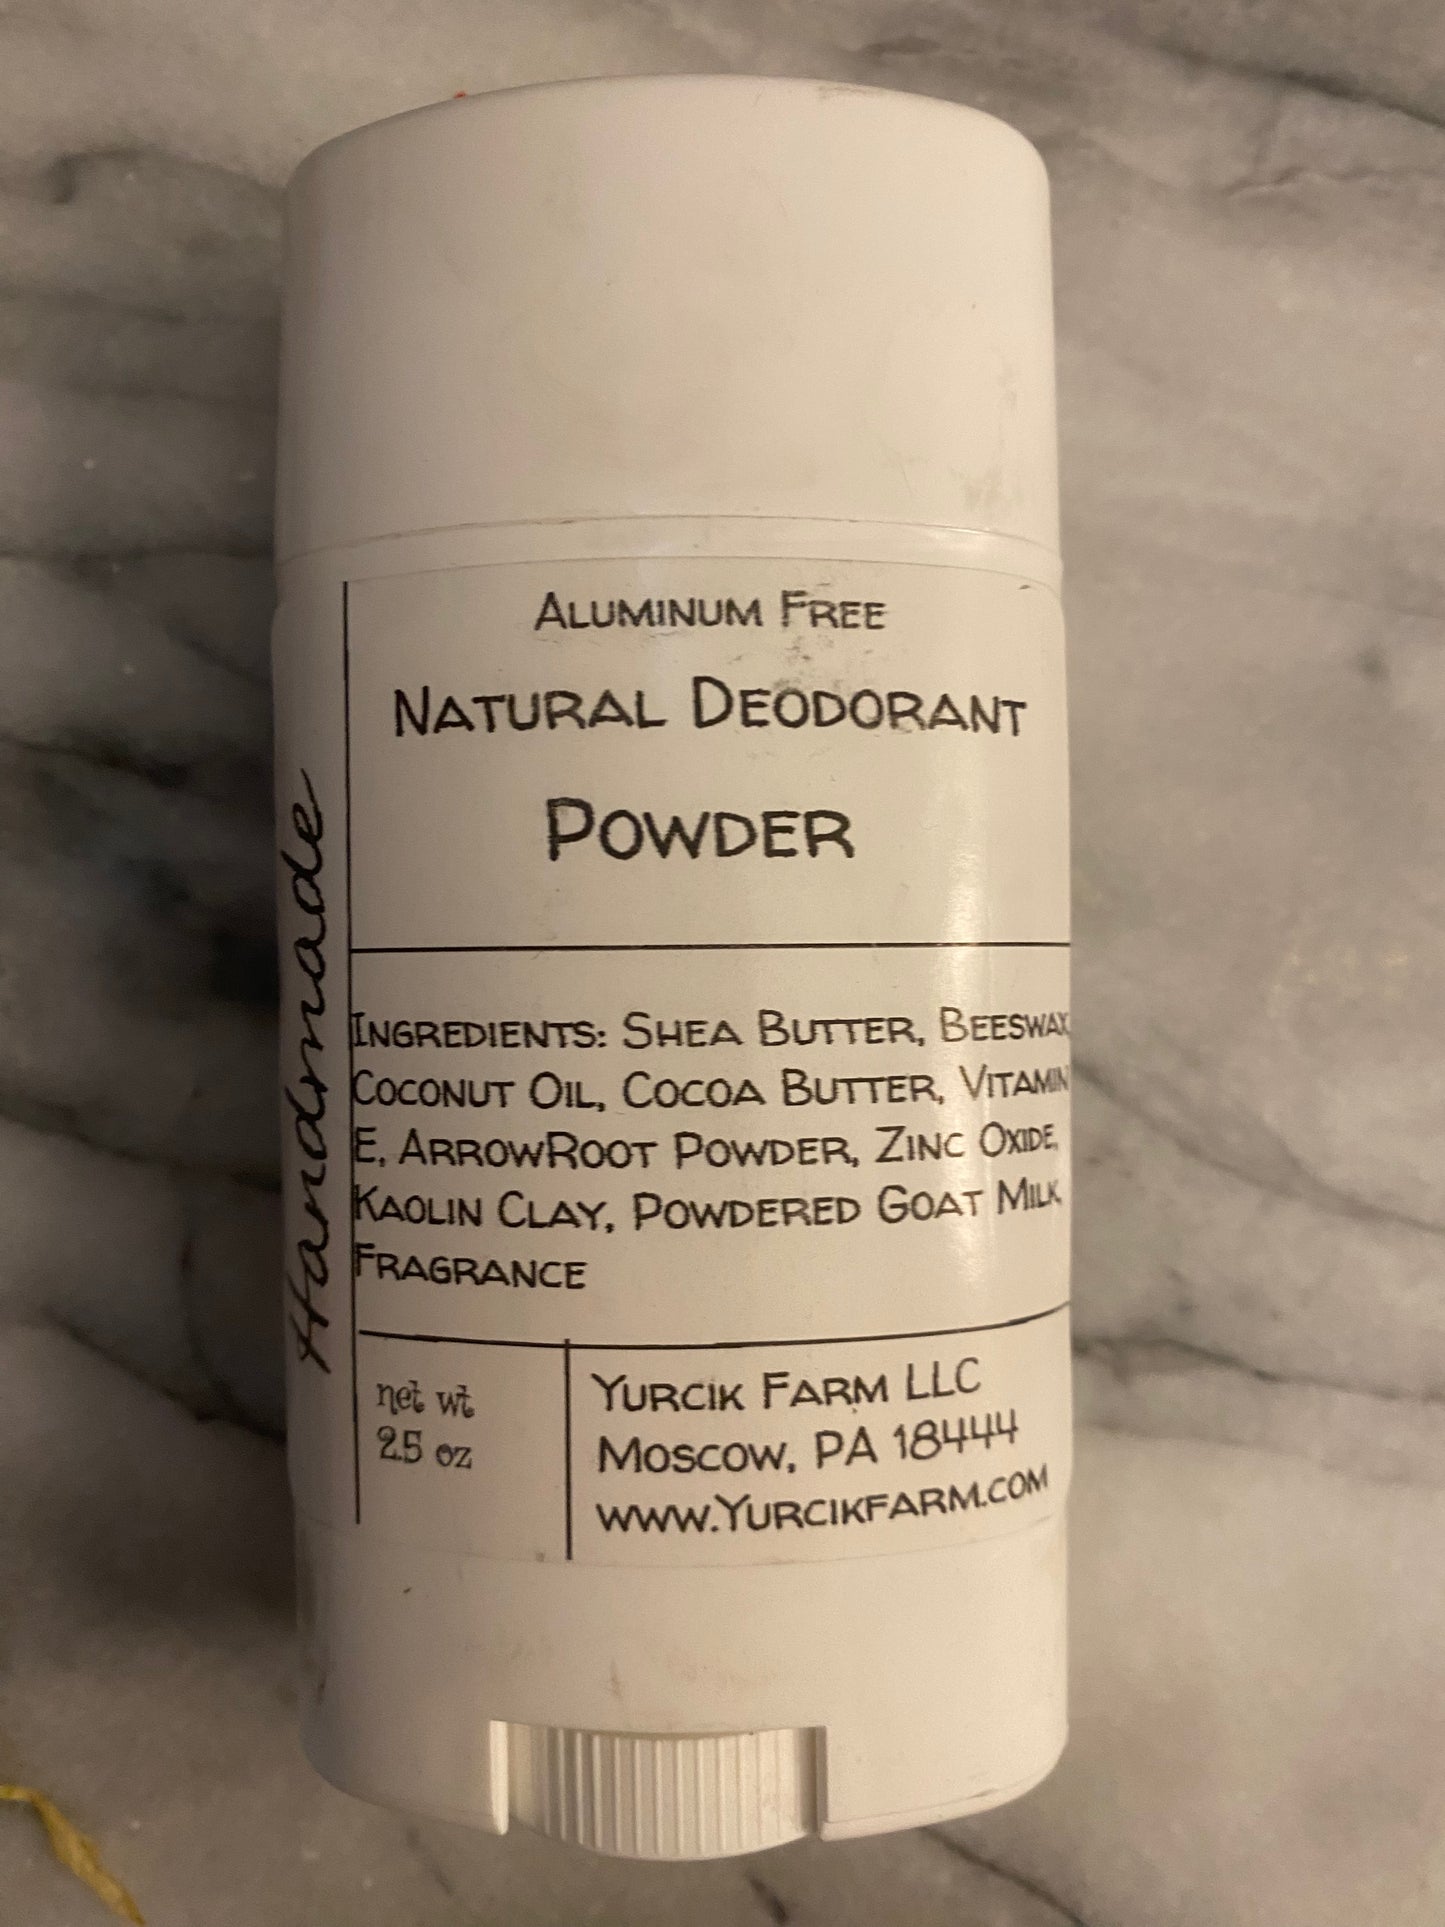 Aluminum Free
Natural Deodorant
Powder
Handmade
Ingredients: Shea Butter, Beeswax,
Coconut Oil, Cocoa Butter, Vitamin
E, ArrowRoot Powder, Zinc Oxide,
Kaolin Clay, Powdered Goat Milk,
Fragrance
net wt
2.5 oz
Yurcik Farm LLC
Moscow, PA 18444
www.Yurcikfarm.com